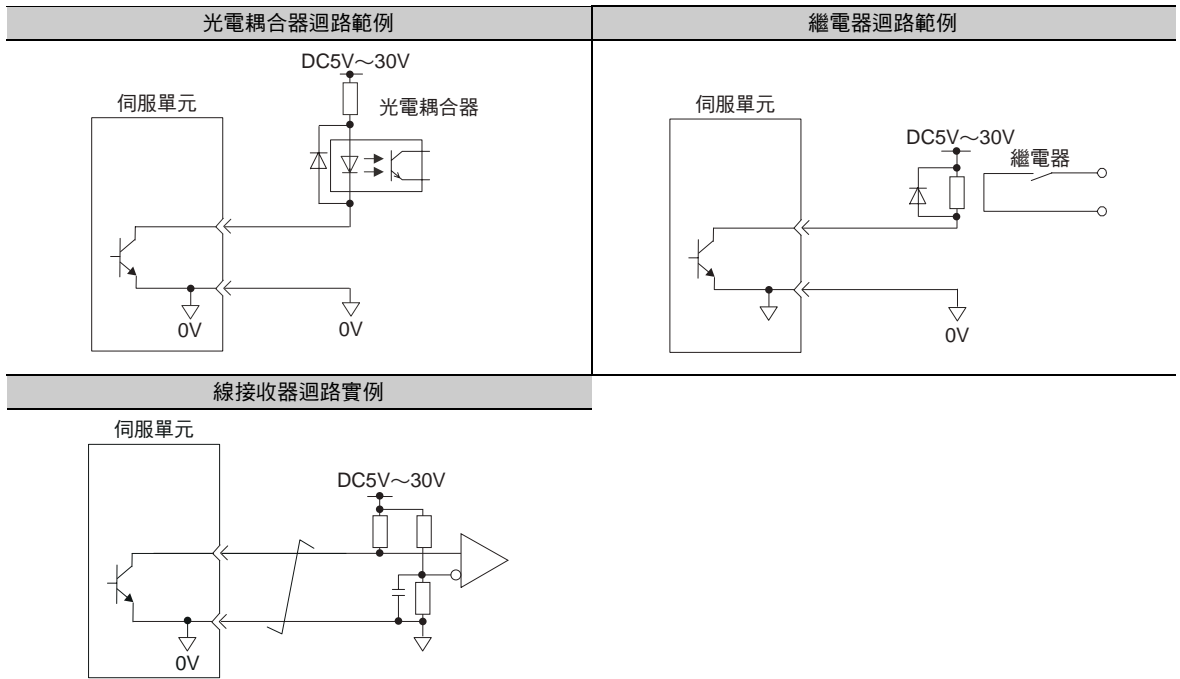 光電耦合器迴路範例
繼電器迴路範例
DC5V～30V
伺服單元
光電耦合器
0V
0V
伺服單元
DC5V～30V
繼電器
0V
線接收器迴路實例
伺服單元
DC5V～30V
0V